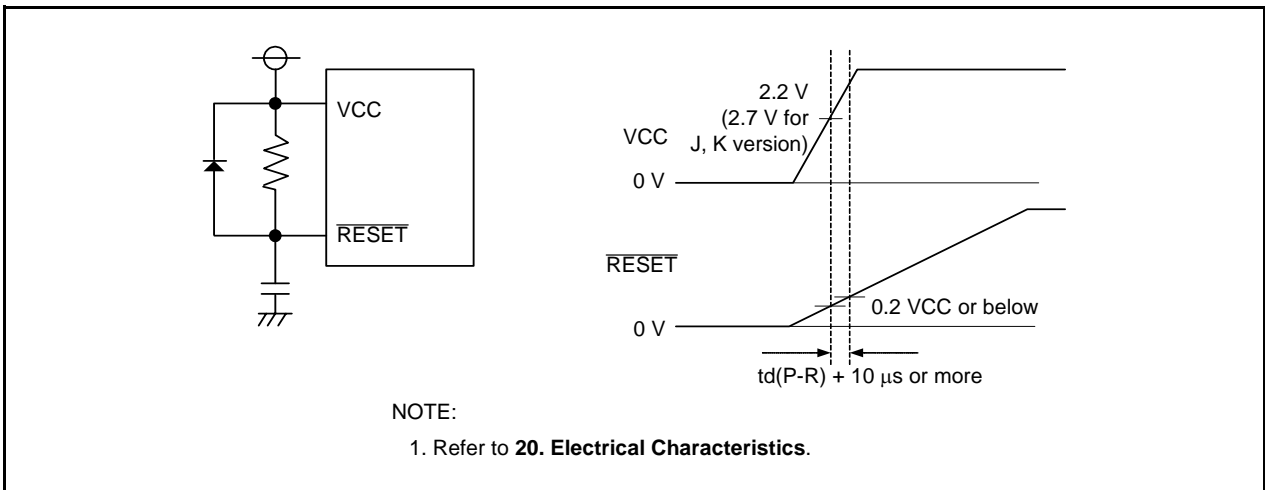 VCC
RESET
2.2 V
(2.7 V for
J, K version)
VCC
0 V
RESET
0.2 VCC or below
0 V
td(P-R) + 10 μs or more
NOTE:
1. Refer to 20. Electrical Characteristics.